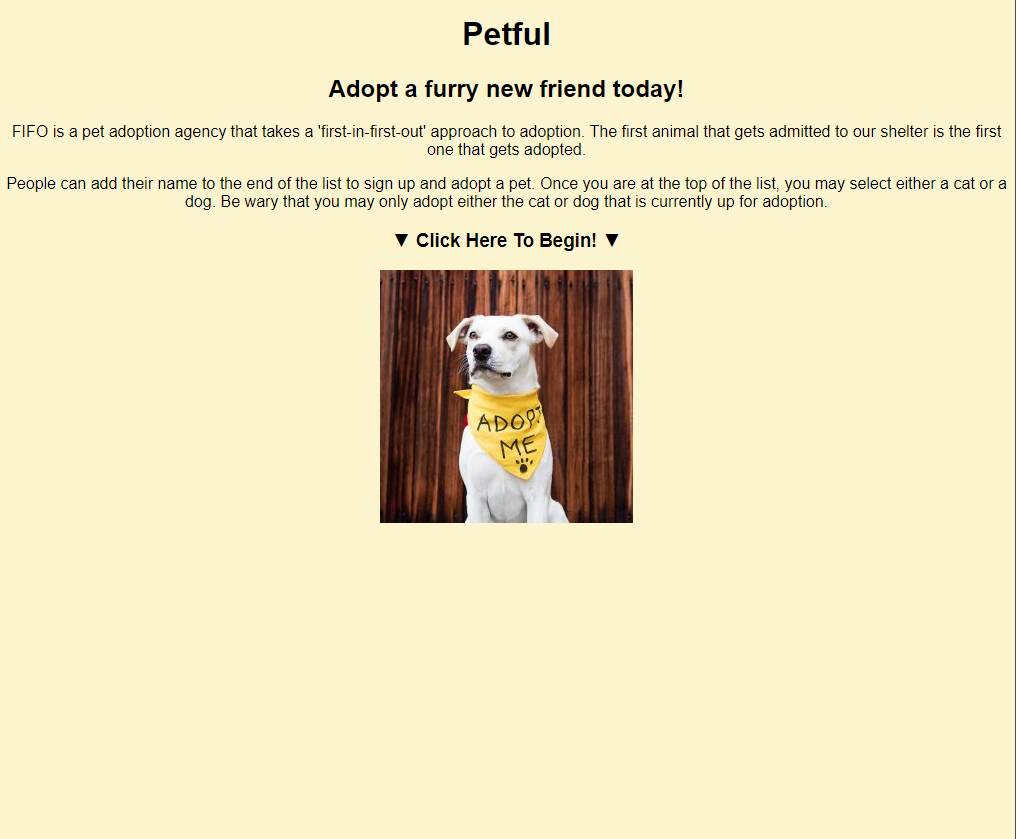 Petful
Adopt a furry new friend today!
FIFO is a pet adoption agency that takes a 'first-in-first-out' approach to adoption. The first animal that gets admitted to our shelter is the first
one that gets adopted.
People can add their name to the end of the list to sign up and adopt a pet. Once you are at the top of the list, you may select either a cat or a
dog. Be wary that you may only adopt either the cat or dog that is currently up for adoption.
▼ Click Here To Begin! ▼
ADOPT
ME